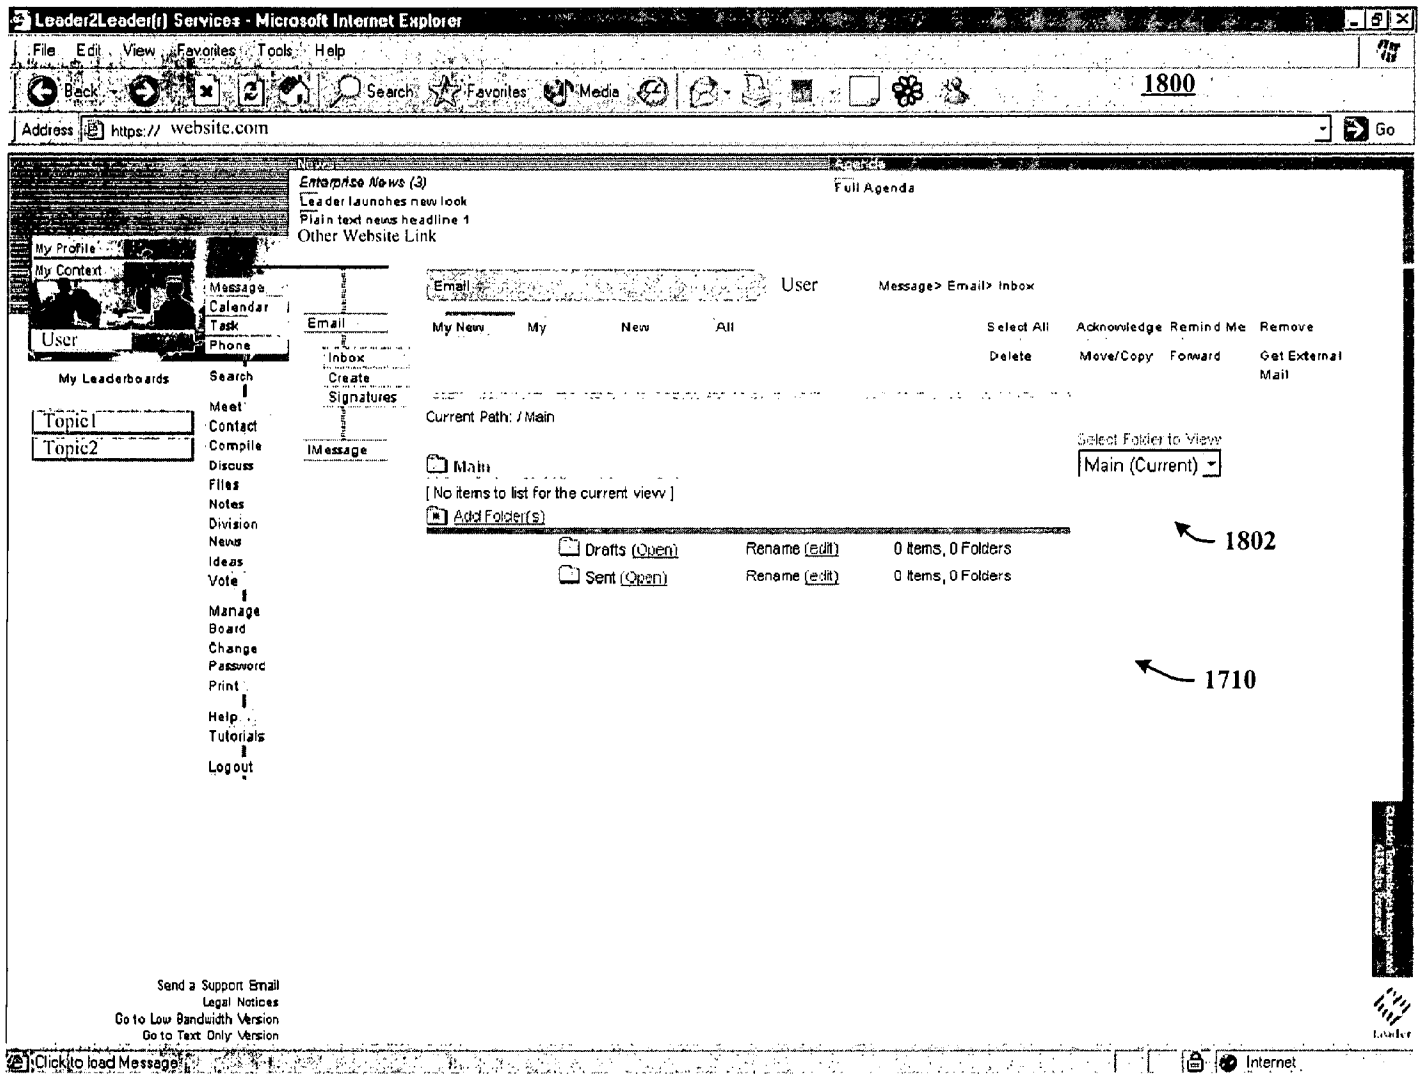 Leader2Leader(r) Services - Microsoft Internet Explorer
File Edit View Favorites Tools Help
Back Search Favorites Media 1800
Address https:// website.com Go
News Agenda
Enterprise News (3)
Full Agenda
Leader launches new look
Plain text news headline 1
Other Website Link
My Profile
My Context
User
My Leaderboards
Topic1
Topic2
Message
Calendar
Task
Phone
Search
Meet
Contact
Compile
Discuss
Files
Notes
Division
News
Ideas
Vote
Manage
Board
Change
Password
Print
Help
Tutorials
Logout
Email
Inbox
Create
Signatures
IMessage
Email User Message> Email> Inbox
My New My New All Select All Acknowledge Remind Me Remove
Delete Move/Copy Forward Get External
Mail
Current Path: / Main
Select Folder to View
Main (Current)
Main
[ No items to list for the current view ]
Add Folder(s)
1802
Drafts (Open) Rename (edit) 0 Items, 0 Folders
Sent (Open) Rename (edit) 0 Items, 0 Folders
1710
Send a Support Email
Legal Notices
Go to Low Bandwidth Version
Go to Text Only Version
All Rights Reserved
Leader
Click to load Message Internet